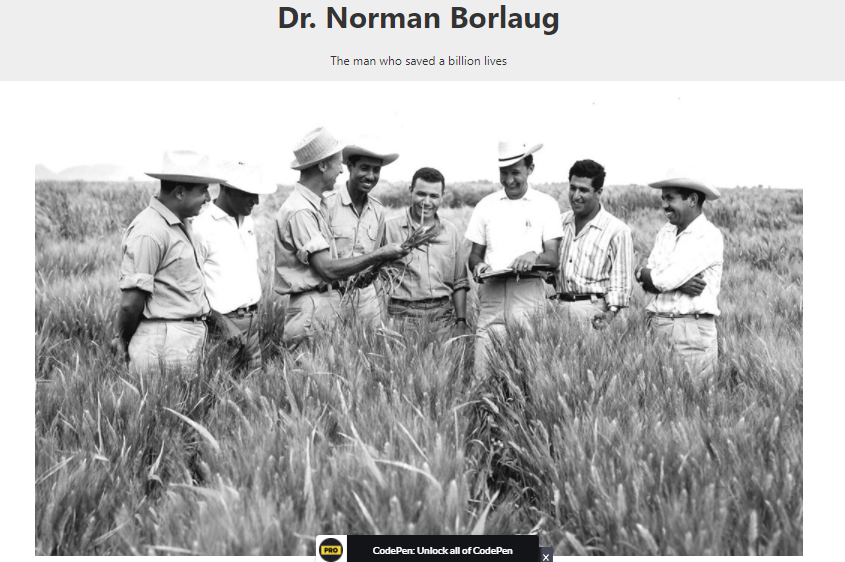 Dr. Norman Borlaug
The man who saved a billion lives
PRO
CodePen: Unlock all of CodePen
x